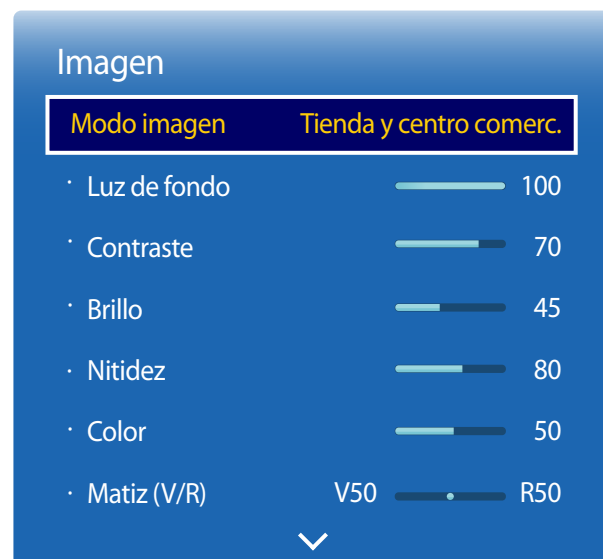 Imagen
Modo imagen Tienda y centro comerc.
· Luz de fondo 100
· Contraste 70
· Brillo 45
· Nitidez 80
· Color 50
· Matiz (V/R) V50 R50